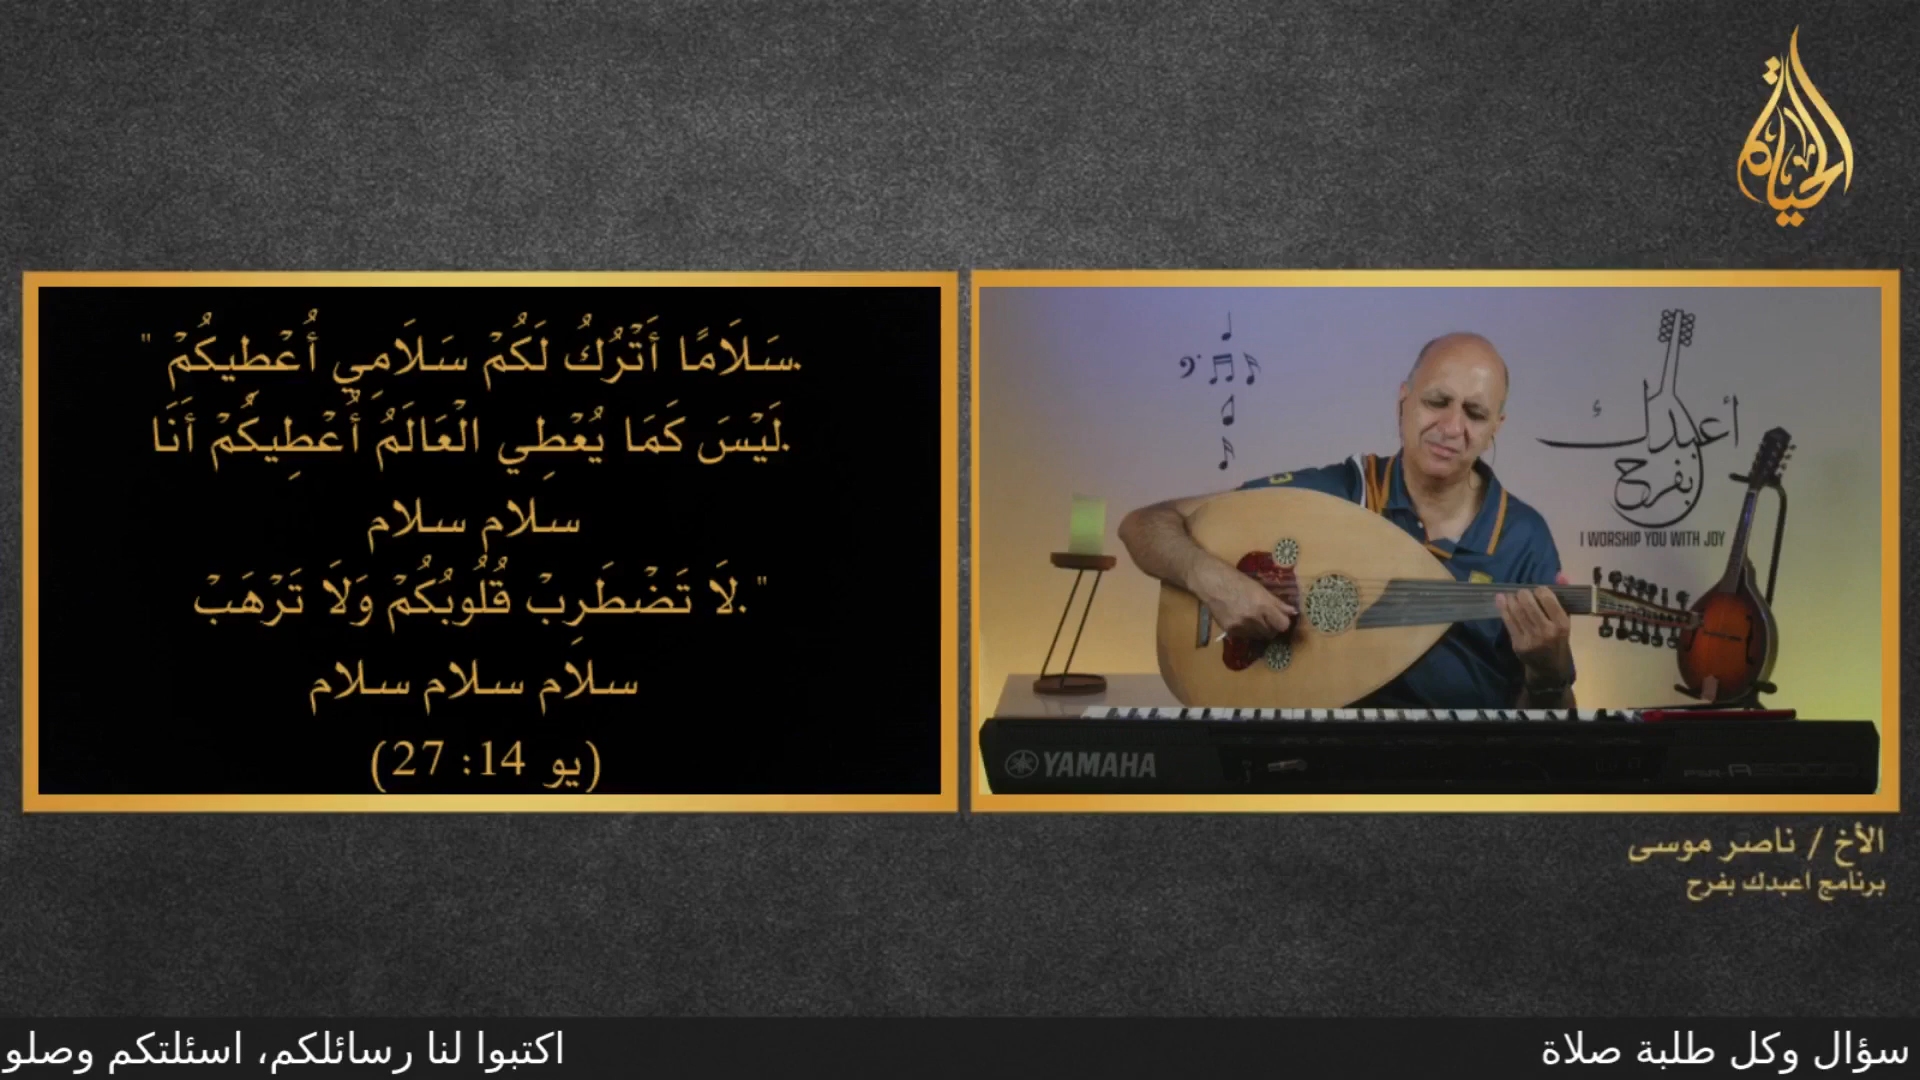 الحياة
"سَلاَمًا أَتْرُكُ لَكُمْ سَلاَمِي أُعْطِيكُمْ.
لَيْسَ كَمَا يُعْطِي الْعَالَمُ أُعْطِيكُمْ أَنَا.
سلام سلام
لاَ تَضْطَرِبْ قُلُوبُكُمْ وَلاَ تَرْهَبْ."
سلام سلام سلام
(يو 14: 27)
أعبدك
بفرح
I WORSHIP YOU WITH JOY
YAMAHA
الأخ / ناصر موسى
برنامج اعبدك بفرح
سؤال وكل طلبة صلاة
اكتبوا لنا رسائلكم، اسئلتكم وصلو